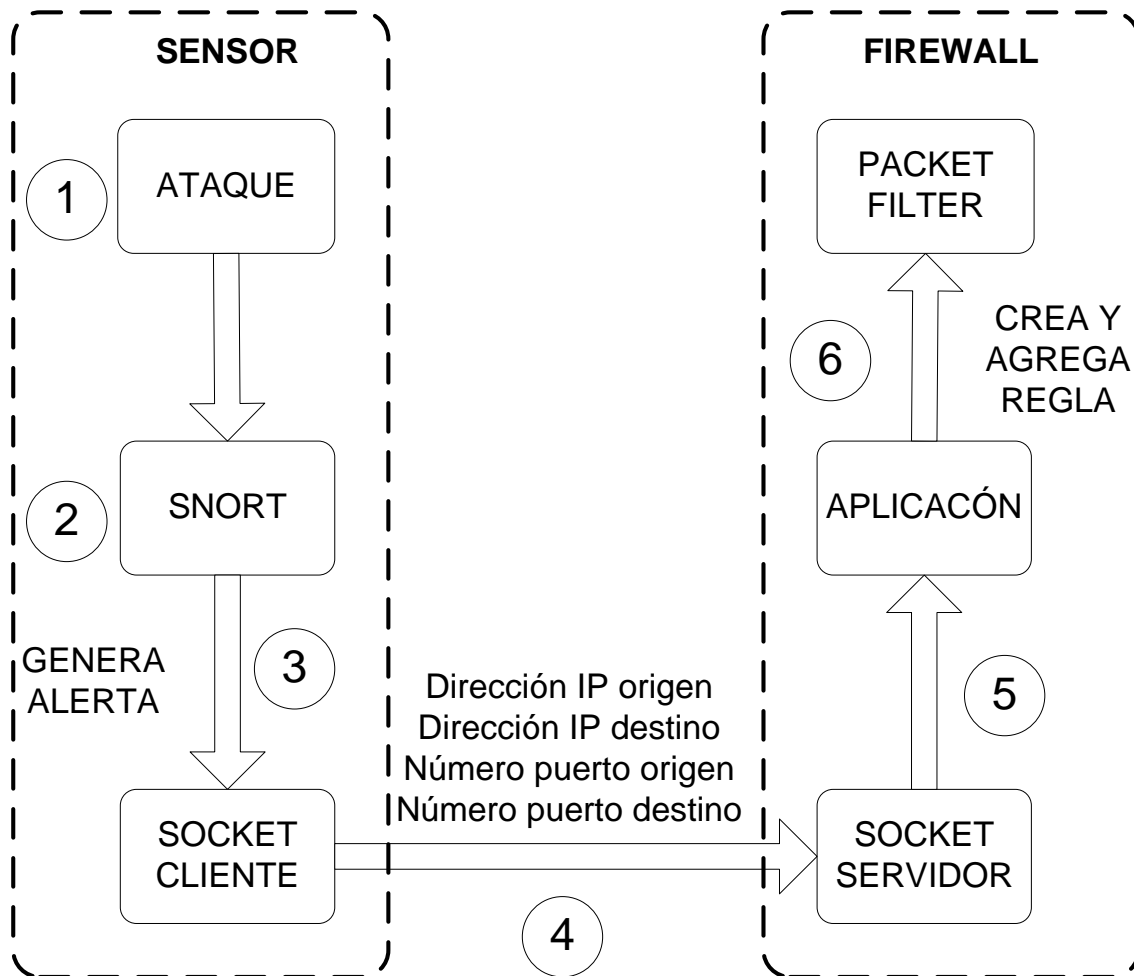 SENSOR
1
ATAQUE
2
SNORT
GENERA
ALERTA
3
SOCKET
CLIENTE
Dirección IP origen
Dirección IP destino
Número puerto origen
Número puerto destino
4
FIREWALL
PACKET
FILTER
6
CREA Y
AGREGA
REGLA
APLICACÓN
5
SOCKET
SERVIDOR